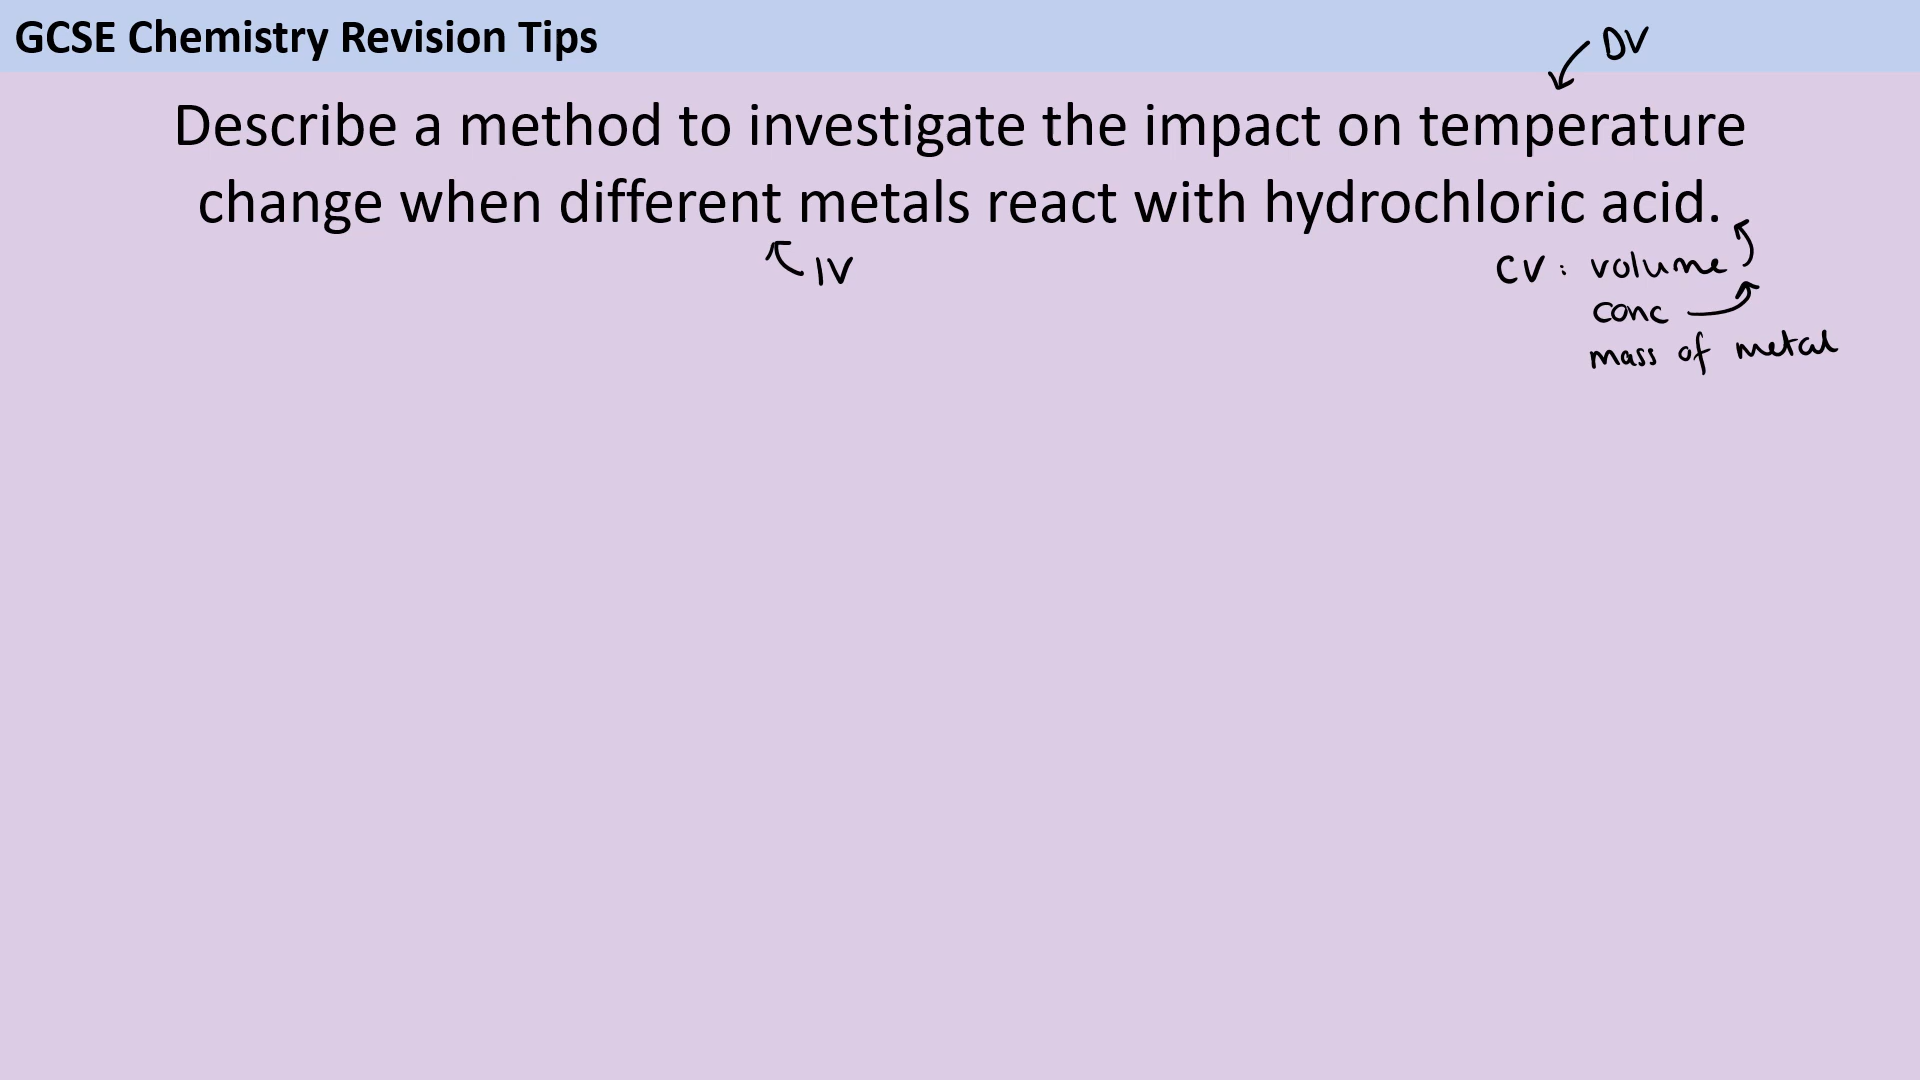 GCSE Chemistry Revision Tips
DV
Describe a method to investigate the impact on temperature
change when different metals react with hydrochloric acid.
IV
CV: volume
conc
mass of metal